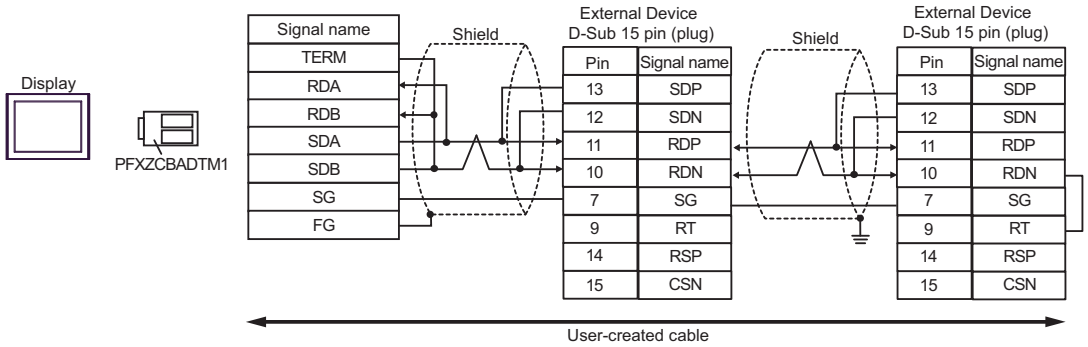 Display
PFXZCBADTM1
Signal name
TERM
RDA
RDB
SDA
SDB
SG
FG
Shield
External Device
D-Sub 15 pin (plug)
Pin Signal name
13 SDP
12 SDN
11 RDP
10 RDN
7 SG
9 RT
14 RSP
15 CSN
Shield
External Device
D-Sub 15 pin (plug)
Pin Signal name
13 SDP
12 SDN
11 RDP
10 RDN
7 SG
9 RT
14 RSP
15 CSN
User-created cable